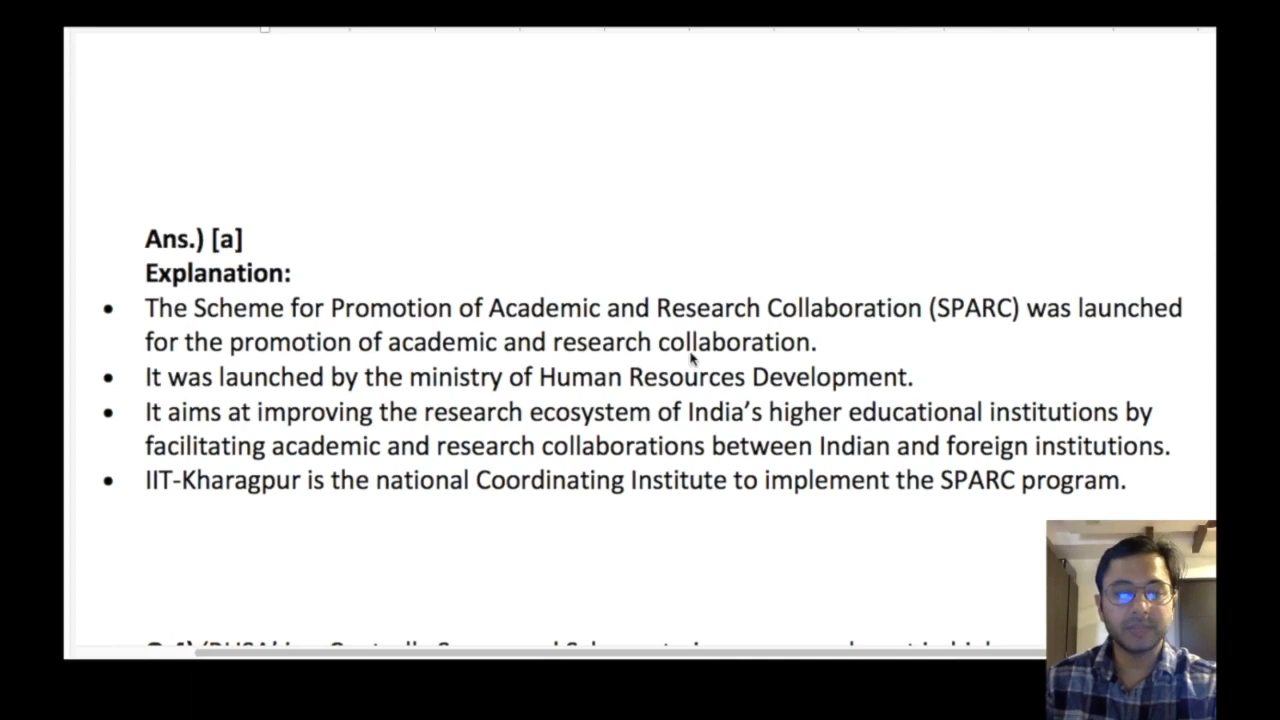 Ans.) [a]
Explanation:
• The Scheme for Promotion of Academic and Research Collaboration (SPARC) was launched
for the promotion of academic and research collaboration.
• It was launched by the ministry of Human Resources Development.
• It aims at improving the research ecosystem of India’s higher educational institutions by
facilitating academic and research collaborations between Indian and foreign institutions.
• IIT-Kharagpur is the national Coordinating Institute to implement the SPARC program.